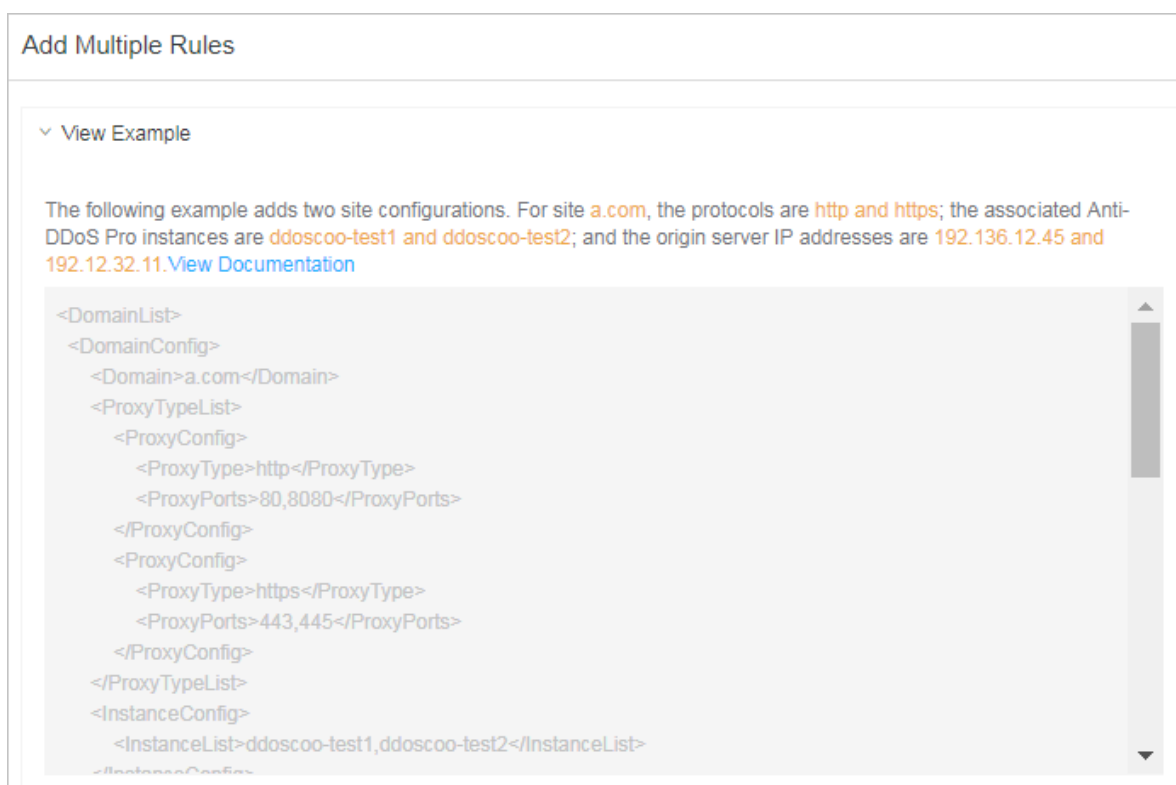 Add Multiple Rules
View Example
The following example adds two site configurations. For site a.com, the protocols are http and https; the associated Anti-
DDoS Pro instances are ddoscoo-test1 and ddoscoo-test2; and the origin server IP addresses are 192.136.12.45 and
192.12.32.11.View Documentation
<DomainList>
<DomainConfig>
<Domain>a.com</Domain>
<ProxyTypeList>
<ProxyConfig>
<ProxyType>http</ProxyType>
<ProxyPorts>80,8080</ProxyPorts>
</ProxyConfig>
<ProxyConfig>
<ProxyType>https</ProxyType>
<ProxyPorts>443,445</ProxyPorts>
</ProxyConfig>
</ProxyTypeList>
<InstanceConfig>
<InstanceList>ddoscoo-test1,ddoscoo-test2</InstanceList>
</InstanceConfig>